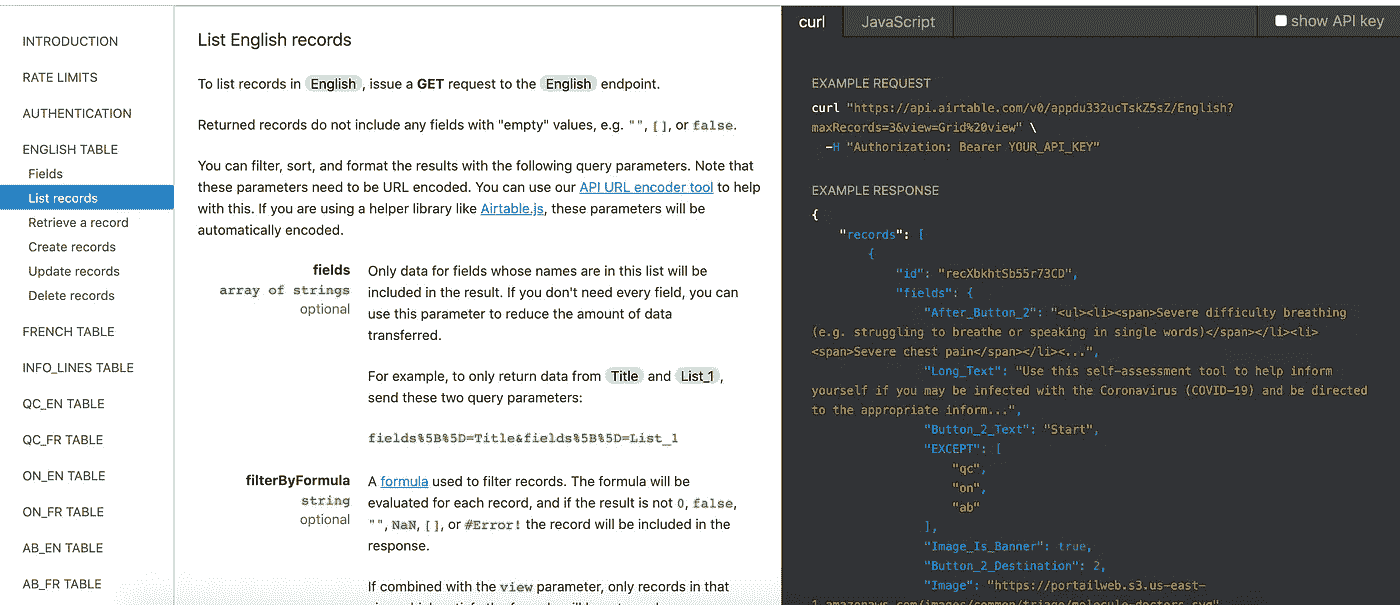 INTRODUCTION
RATE LIMITS
AUTHENTICATION
ENGLISH TABLE
Fields
List records
Retrieve a record
Create records
Update records
Delete records
FRENCH TABLE
INFO_LINES TABLE
QC_EN TABLE
QC_FR TABLE
ON_EN TABLE
ON_FR TABLE
AB_EN TABLE
AB_FR TABLE
List English records
To list records in English , issue a GET request to the English endpoint.
Returned records do not include any fields with "empty" values, e.g. "", [], or false.
You can filter, sort, and format the results with the following query parameters. Note that
these parameters need to be URL encoded. You can use our API URL encoder tool to help
with this. If you are using a helper library like Airtable.js, these parameters will be
automatically encoded.
fields
array of strings
optional
Only data for fields whose names are in this list will be
included in the result. If you don't need every field, you can
use this parameter to reduce the amount of data
transferred.
For example, to only return data from Title and List_1 ,
send these two query parameters:
fields%5B%5D=Title&fields%5B%5D=List_1
filterByFormula
string
optional
A formula used to filter records. The formula will be
evaluated for each record, and if the result is not 0, false,
"", NaN, [], or #Error! the record will be included in the
response.
If combined with the view parameter, only records in that
curl
JavaScript
show API key
EXAMPLE REQUEST
curl "https://api.airtable.com/v0/appdu332ucTskZ5sZ/English?
maxRecords=3&view=Grid%20view" \
-H "Authorization: Bearer YOUR_API_KEY"
EXAMPLE RESPONSE
{
"records": [
{
"id": "recXbkhtSb55r73CD",
"fields": {
"After_Button_2": "<ul><li><span>Severe difficulty breathing
(e.g. struggling to breathe or speaking in single words)</span></li><li>
<span>Severe chest pain</span></li><...",
"Long_Text": "Use this self-assessment tool to help inform
yourself if you may be infected with the Coronavirus (COVID-19) and be directed
to the appropriate inform...",
"Button_2_Text": "Start",
"EXCEPT": [
"qc",
"on",
"ab"
],
"Image_Is_Banner": true,
"Button_2_Destination": 2,
"Image": "https://portailweb.s3.us-east-
1.amazonaws.com/images/common/triage/molecule-doctors.svg"